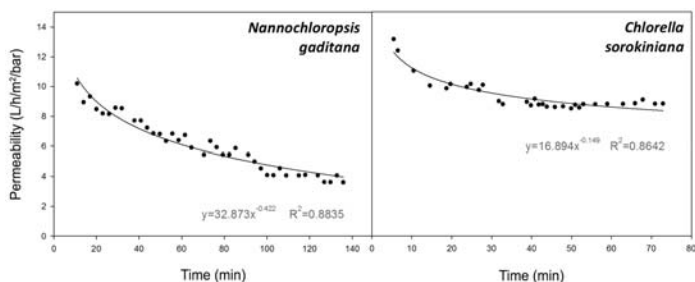 Nannochloropsis
gaditana
Chlorella
sorokiniana
Permeability (L/h/m²/bar)
14
12
10
8
6
4
2
0
y=32.873x^-0.422 R²=0.8835
y=16.894x^-0.149 R²=0.8642
0 20 40 60 80 100 120 140
0 10 20 30 40 50 60 70 80
Time (min)
Time (min)